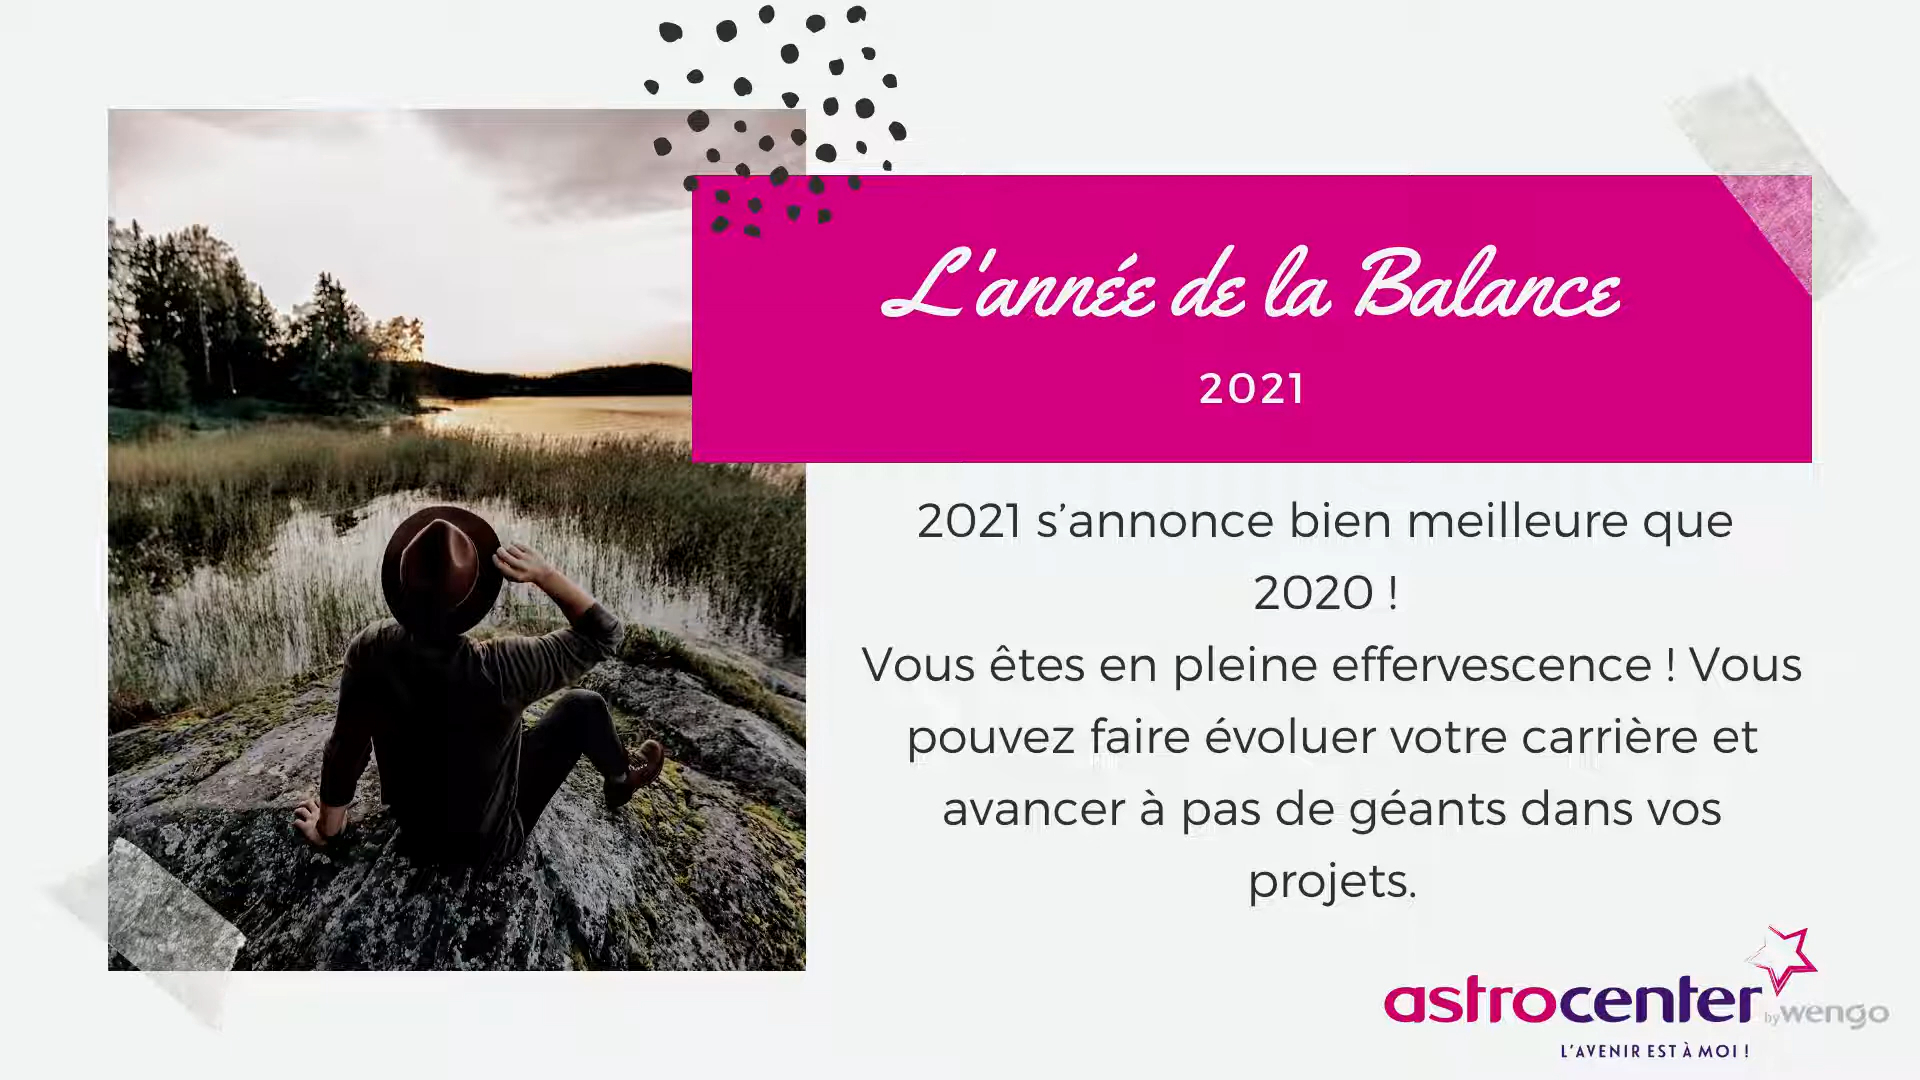 L'année de la Balance
2021
2021 s’annonce bien meilleure que
2020 !
Vous êtes en pleine effervescence ! Vous
pouvez faire évoluer votre carrière et
avancer à pas de géants dans vos
projets.
astrocenter
by wengo
L'AVENIR EST À MOI !